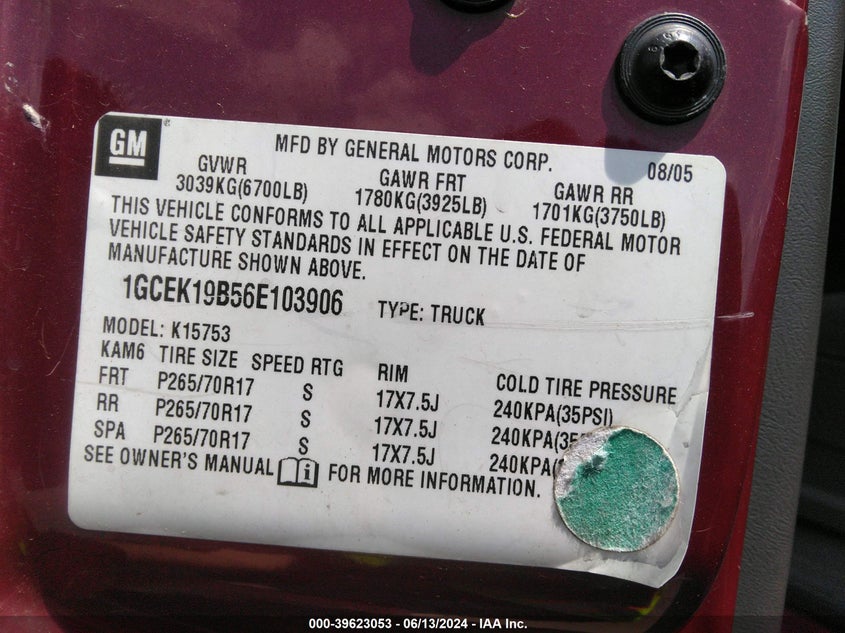 GM
MFD BY GENERAL MOTORS CORP. 08/05
GVWR GAWR FRT GAWR RR
3039KG(6700LB) 1780KG(3925LB) 1701KG(3750LB)
THIS VEHICLE CONFORMS TO ALL APPLICABLE U.S. FEDERAL MOTOR
VEHICLE SAFETY STANDARDS IN EFFECT ON THE DATE OF
MANUFACTURE SHOWN ABOVE.
1GCEK19B56E103906 TYPE: TRUCK
MODEL: K15753
KAM6 TIRE SIZE SPEED RTG RIM COLD TIRE PRESSURE
FRT P265/70R17 S 17X7.5J 240KPA(35PSI)
RR P265/70R17 S 17X7.5J 240KPA(35
SPA P265/70R17 S 17X7.5J 240KPA(
SEE OWNER'S MANUAL i FOR MORE INFORMATION.
000-39623053 - 06/13/2024 - IAA Inc.